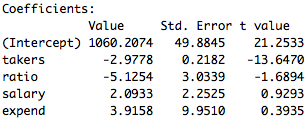 Coefficients:
Value Std. Error t value
(Intercept) 1060.2074 49.8845 21.2533
takers -2.9778 0.2182 -13.6470
ratio -5.1254 3.0339 -1.6894
salary 2.0933 2.2525 0.9293
expend 3.9158 9.9510 0.3935